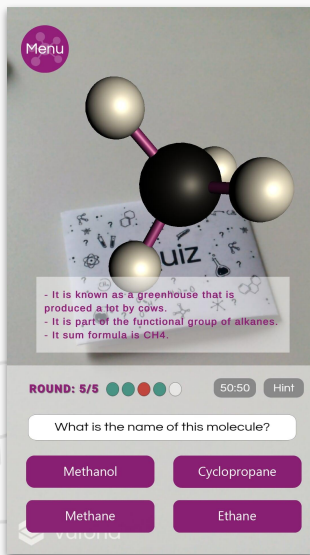 Menu
uiz
- It is known as a greenhouse that is
produced a lot by cows.
- It is part of the functional group of alkanes.
- It sum formula is CH4.
ROUND: 5/5
50:50
Hint
What is the name of this molecule?
Methanol
Cyclopropane
Methane
Ethane